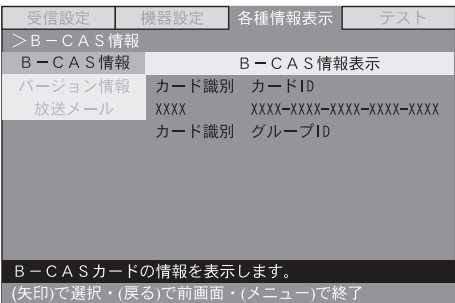 受信設定 機器設定 各種情報表示 テスト
＞B－CAS情報
B－CAS情報 B－CAS情報表示
バージョン情報 カード識別 カードID
放送メール XXXX XXXX-XXXX-XXXX-XXXX-XXXX
カード識別 グループID
B－CASカードの情報を表示します。
(矢印)で選択・(戻る)で前画面・(メニュー)で終了